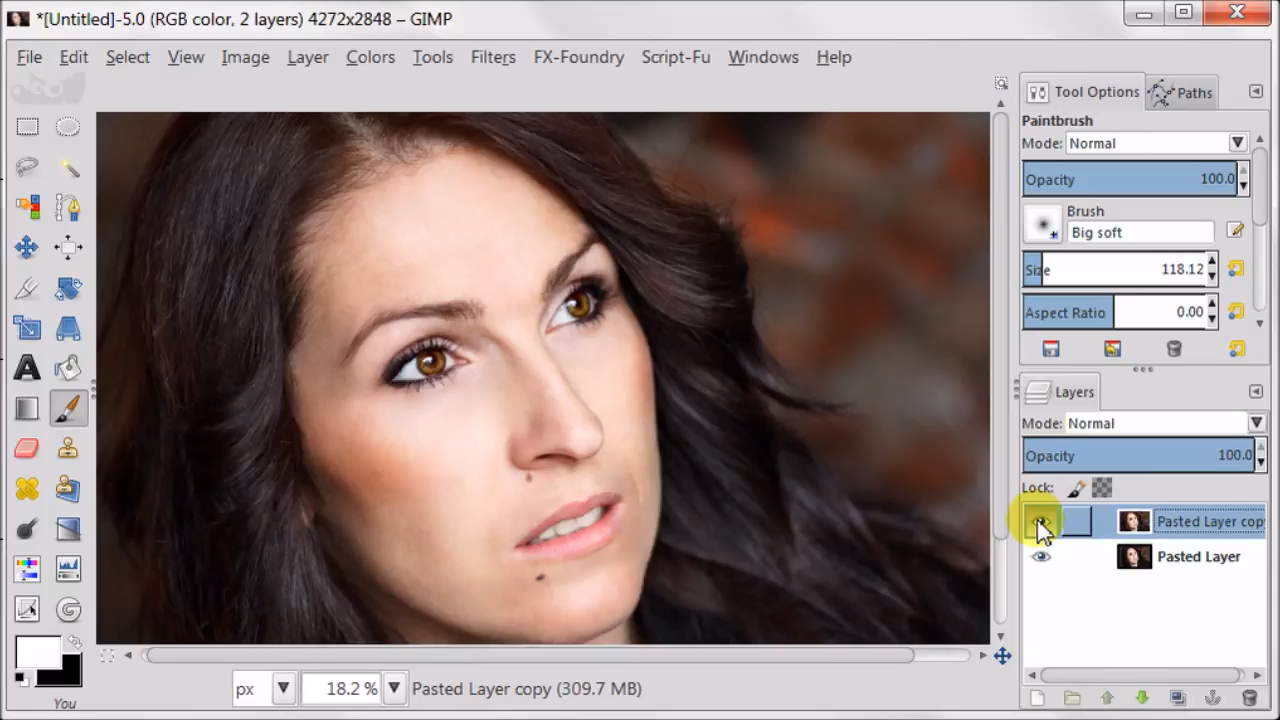 *[Untitled]-5.0 (RGB color, 2 layers) 4272x2848 – GIMP
File Edit Select View Image Layer Colors Tools Filters FX-Foundry Script-Fu Windows Help
Tool Options Paths
Paintbrush
Mode: Normal
Opacity 100.0
Brush
Big soft
Size 118.12
Aspect Ratio 0.00
Layers
Mode: Normal
Opacity 100.0
Lock:
Pasted Layer copy
Pasted Layer
px 18.2 % Pasted Layer copy (309.7 MB)
You